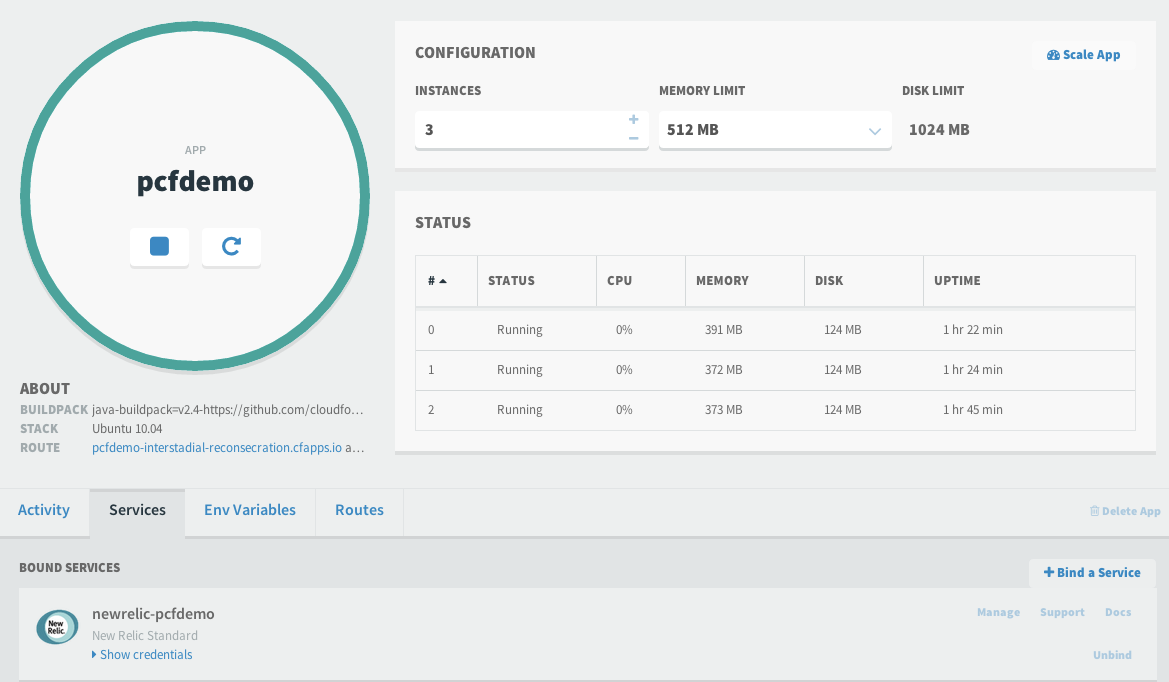 APP
pcfdemo
ABOUT
BUILDPACK java-buildpack=v2.4-https://github.com/cloudfo…
STACK Ubuntu 10.04
ROUTE pcfdemo-interstadial-reconsecration.cfapps.io a…
CONFIGURATION
Scale App
INSTANCES MEMORY LIMIT DISK LIMIT
3 512 MB 1024 MB
STATUS
# STATUS CPU MEMORY DISK UPTIME
0 Running 0% 391 MB 124 MB 1 hr 22 min
1 Running 0% 372 MB 124 MB 1 hr 24 min
2 Running 0% 373 MB 124 MB 1 hr 45 min
Activity Services Env Variables Routes Delete App
BOUND SERVICES
Bind a Service
New
Relic.
newrelic-pcfdemo
New Relic Standard
Show credentials
Manage Support Docs
Unbind